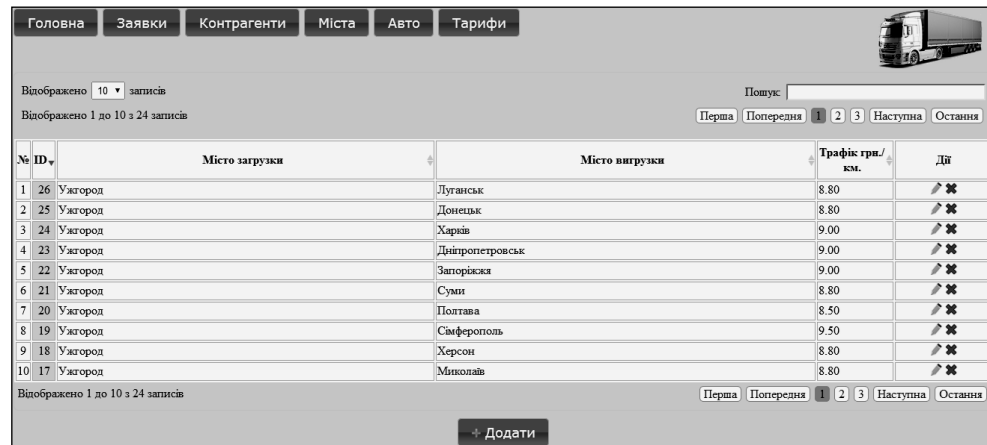 Головна Заявки Контрагенти Міста Авто Тарифи
Відображено 10 записів Пошук:
Відображено 1 до 10 з 24 записів Перша Попередня 1 2 3 Наступна Остання
№ ID Місто загрузки Місто вигрузки Трафік грн./ км. Дії
1 26 Ужгород Луганськ 8.80
2 25 Ужгород Донецьк 8.80
3 24 Ужгород Харків 9.00
4 23 Ужгород Дніпропетровськ 9.00
5 22 Ужгород Запоріжжя 9.00
6 21 Ужгород Суми 8.80
7 20 Ужгород Полтава 8.50
8 19 Ужгород Сімферополь 9.50
9 18 Ужгород Херсон 8.80
10 17 Ужгород Миколаїв 8.80
Відображено 1 до 10 з 24 записів Перша Попередня 1 2 3 Наступна Остання
+ Додати